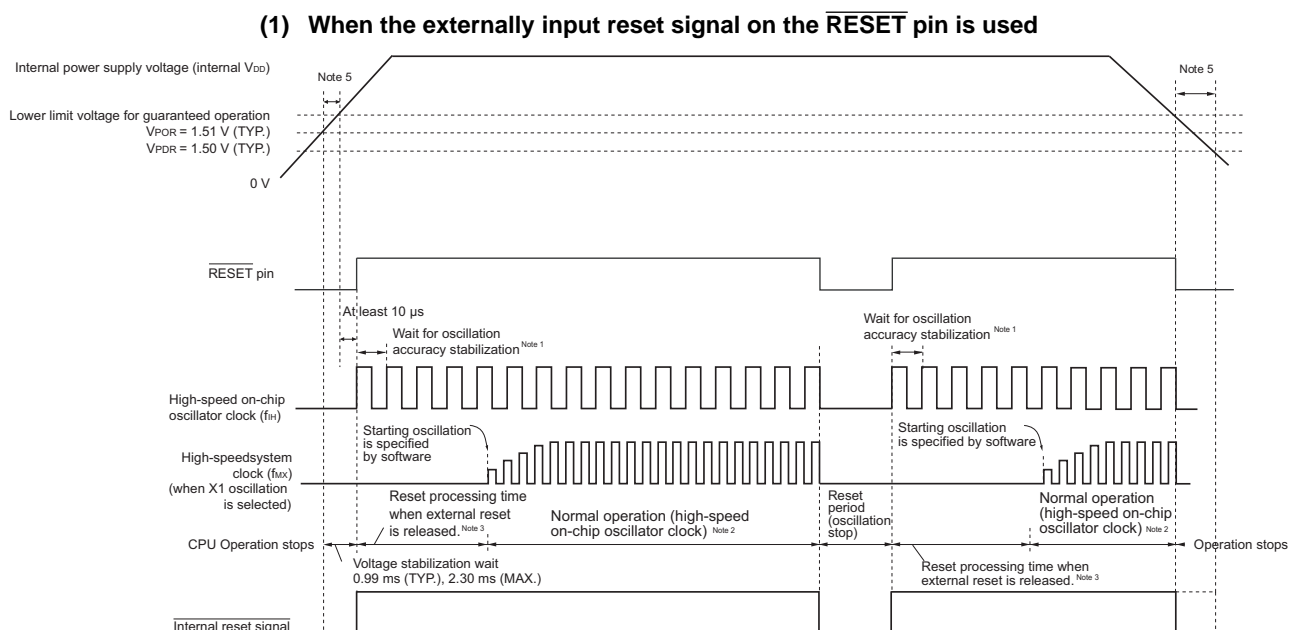 (1) When the externally input reset signal on the RESET pin is used
Internal power supply voltage (internal VDD)
Note 5
Note 5
Lower limit voltage for guaranteed operation
VPOR = 1.51 V (TYP.)
VPDR = 1.50 V (TYP.)
0 V
RESET pin
At least 10 µs
Wait for oscillation
accuracy stabilization Note 1
Wait for oscillation
accuracy stabilization Note 1
High-speed on-chip
oscillator clock (fIH)
Starting oscillation
is specified
by software
Starting oscillation
is specified by software
High-speedsystem
clock (fMX)
(when X1 oscillation
is selected)
Reset processing time
when external reset
is released. Note 3
Normal operation (high-speed
on-chip oscillator clock) Note 2
Reset
period
(oscillation
stop)
Normal operation
(high-speed on-chip
oscillator clock) Note 2
CPU Operation stops
Operation stops
Voltage stabilization wait
0.99 ms (TYP.), 2.30 ms (MAX.)
Reset processing time when
external reset is released. Note 3
Internal reset signal